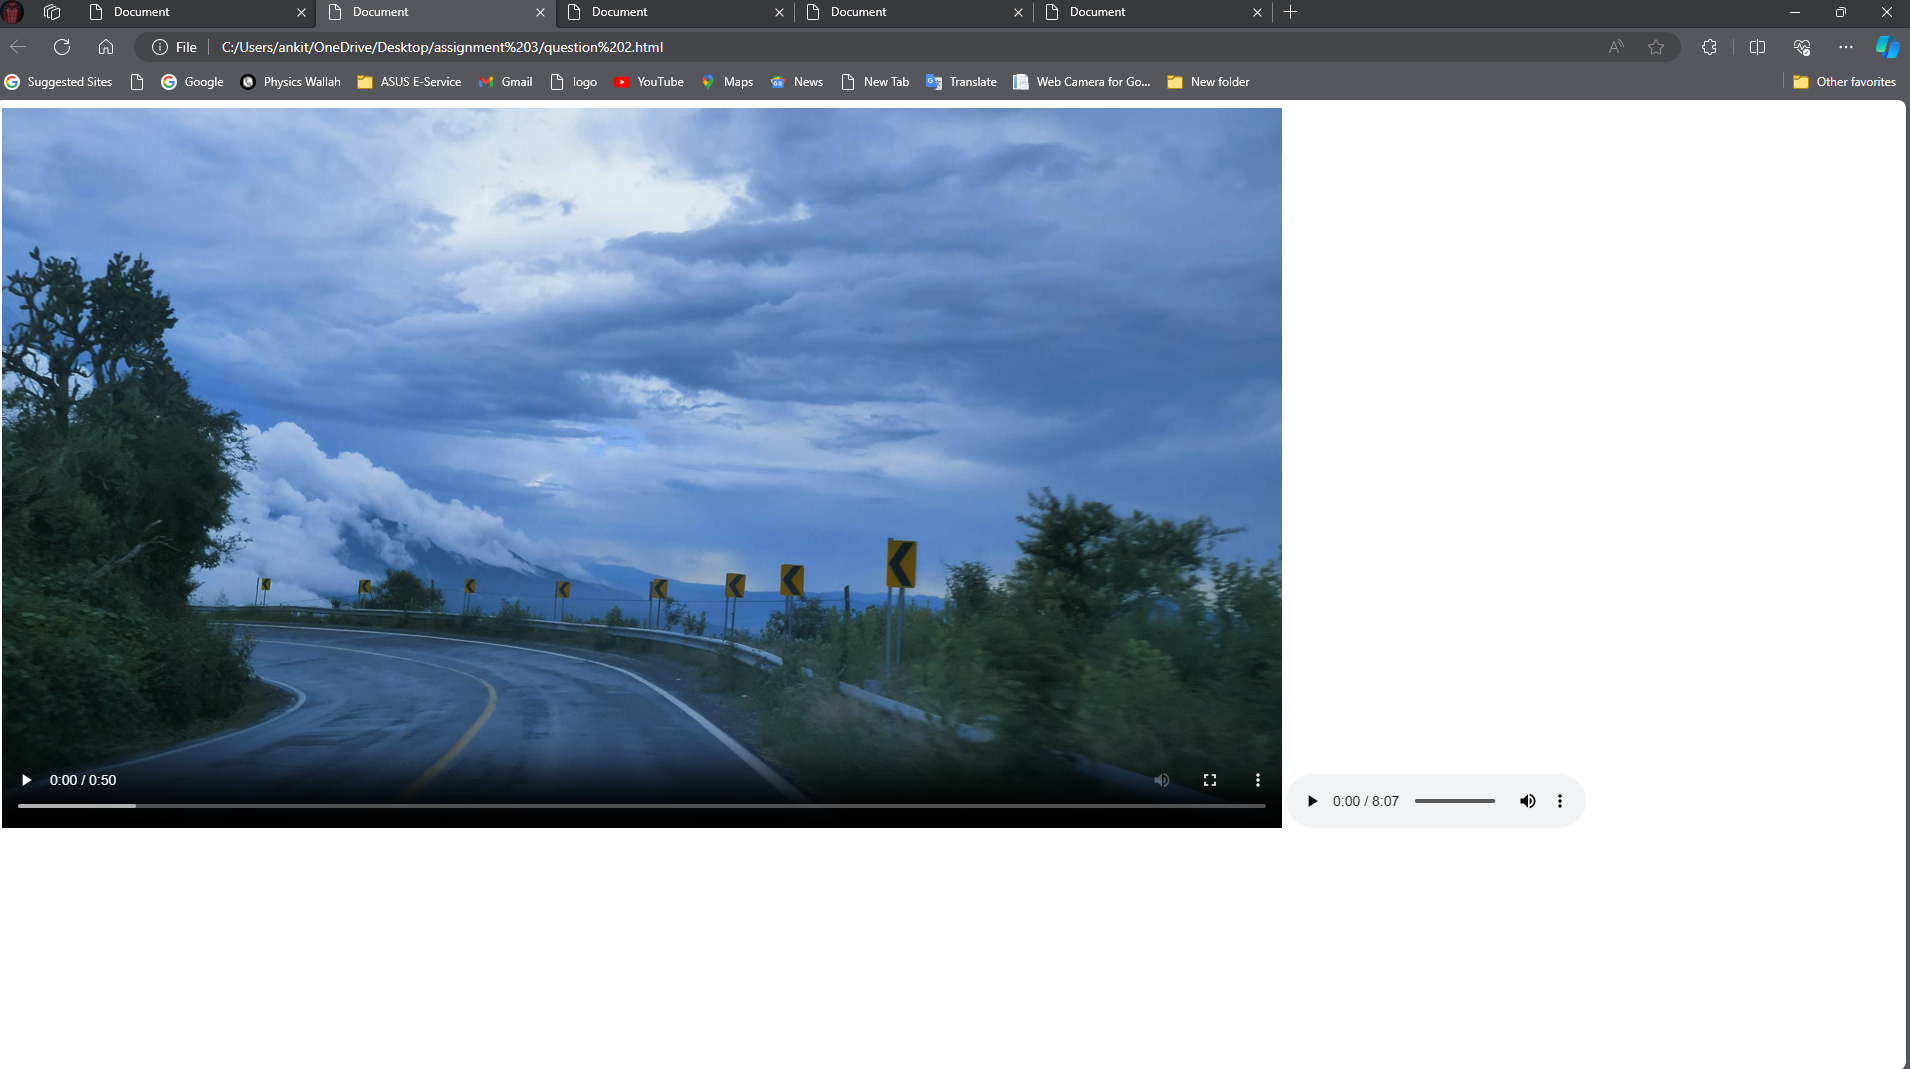 Document Document Document Document Document
File C:/Users/ankit/OneDrive/Desktop/assignment%203/question%202.html
Suggested Sites Google Physics Wallah ASUS E-Service Gmail logo YouTube Maps News New Tab Translate Web Camera for Go... New folder Other favorites
0:00 / 0:50
0:00 / 8:07